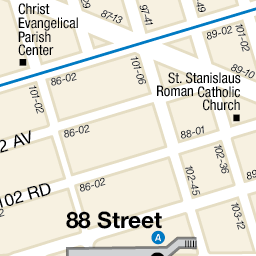 Christ
Evangelical
Parish
Center
87-13
97-41
89-02
89-10
86-02
101-02
101-06
St. Stanislaus
Roman Catholic
Church
2 AV
86-02
88-01
101-02
102-36
102 RD
86-02
102-45
103-12
88 Street
A